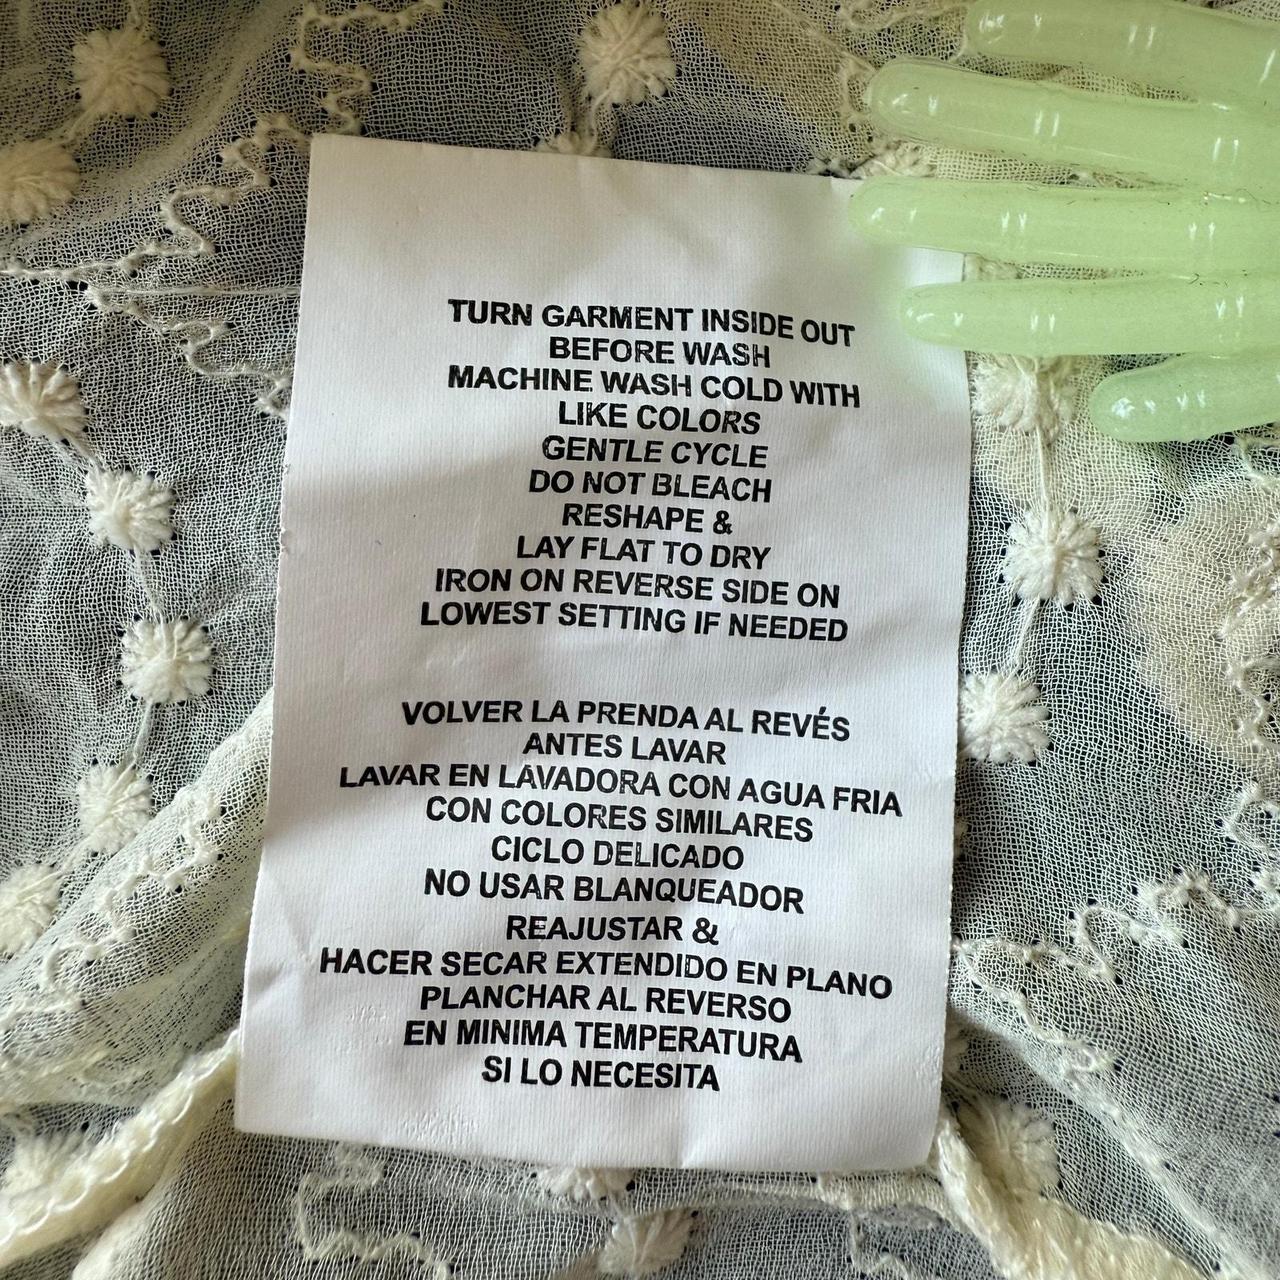 TURN GARMENT INSIDE OUT
BEFORE WASH
MACHINE WASH COLD WITH
LIKE COLORS
GENTLE CYCLE
DO NOT BLEACH
RESHAPE &
LAY FLAT TO DRY
IRON ON REVERSE SIDE ON
LOWEST SETTING IF NEEDED
VOLVER LA PRENDA AL REVÉS
ANTES LAVAR
LAVAR EN LAVADORA CON AGUA FRIA
CON COLORES SIMILARES
CICLO DELICADO
NO USAR BLANQUEADOR
REAJUSTAR &
HACER SECAR EXTENDIDO EN PLANO
PLANCHAR AL REVERSO
EN MINIMA TEMPERATURA
SI LO NECESITA